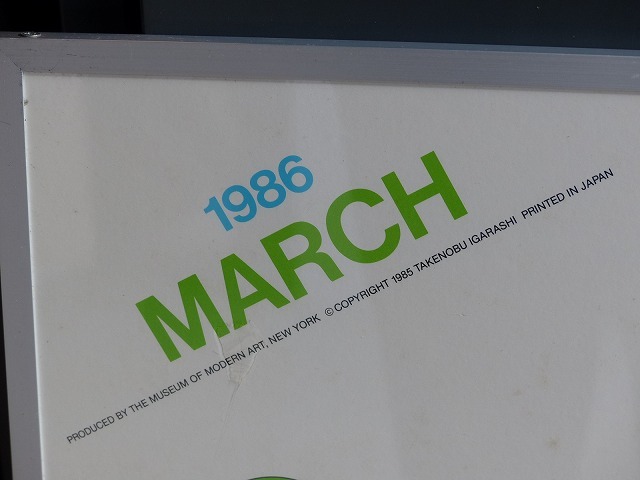 1986
MARCH
PRODUCED BY THE MUSEUM OF MODERN ART, NEW YORK ©COPYRIGHT 1985 TAKENOBU IGARASHI PRINTED IN JAPAN